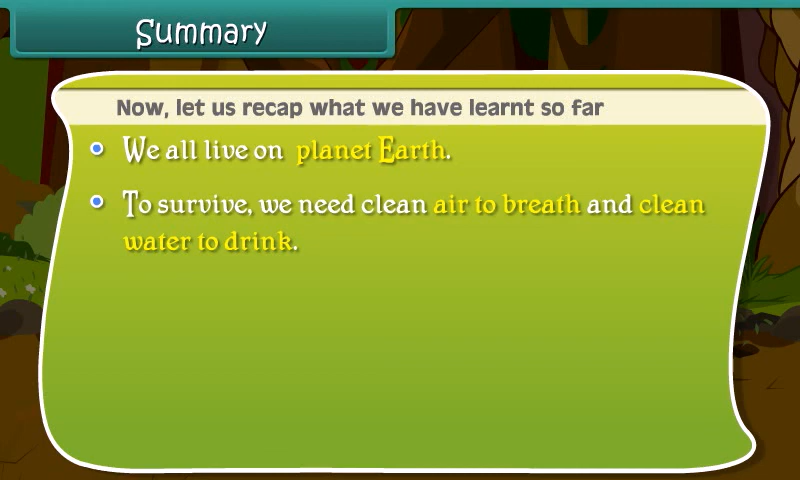 Summary
Now, let us recap what we have learnt so far
We all live on planet Earth.
To survive, we need clean air to breath and clean
water to drink.